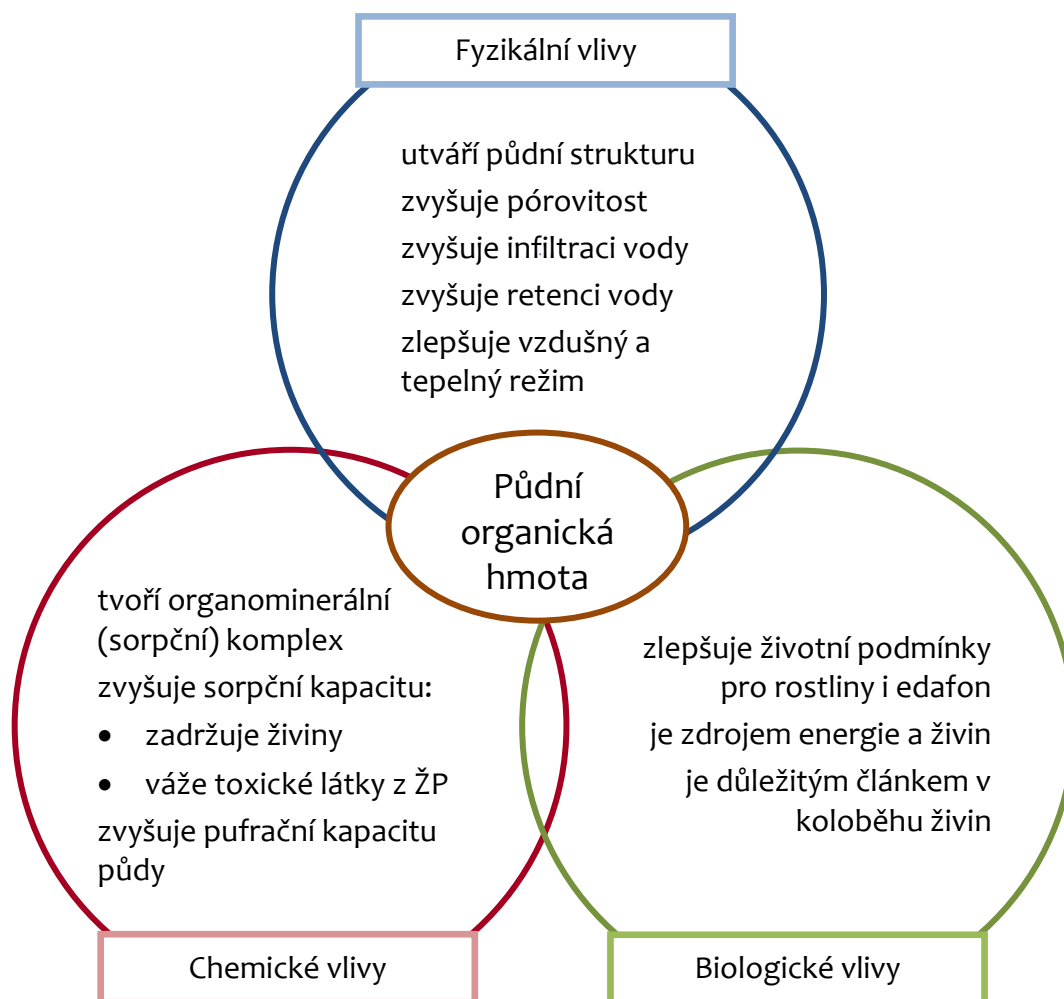 Fyzikální vlivy
utváří půdní strukturu
zvyšuje pórovitost
zvyšuje infiltraci vody
zvyšuje retenci vody
zlepšuje vzdušný a
tepelný režim
Půdní
organická
hmota
tvoří organominerální
(sorpční) komplex
zvyšuje sorpční kapacitu:
• zadržuje živiny
• váže toxické látky z ŽP
zvyšuje pufrační kapacitu
půdy
zlepšuje životní podmínky
pro rostliny i edafon
je zdrojem energie a živin
je důležitým článkem v
koloběhu živin
Chemické vlivy
Biologické vlivy